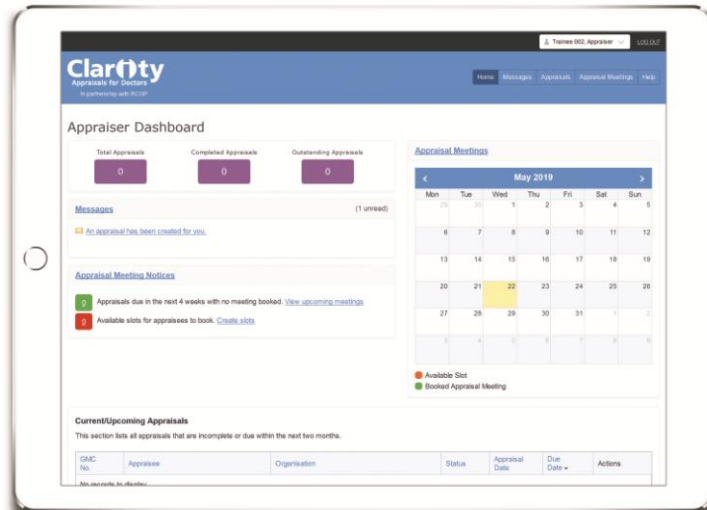 Trainee 002, Appraiser
LOG OUT
Clarity
Appraisals for Doctors
In partnership with RCGP
Home Messages Appraisals Appraisal Meetings Help
Appraiser Dashboard
Total Appraisals Completed Appraisals Outstanding Appraisals
0 0 0
Messages (1 unread)
An appraisal has been created for you.
Appraisal Meeting Notices
0 Appraisals due in the next 4 weeks with no meeting booked. View upcoming meetings
0 Available slots for appraisees to book. Create slots
Appraisal Meetings
< May 2019 >
Mon Tue Wed Thu Fri Sat Sun
29 30 1 2 3 4 5
6 7 8 9 10 11 12
13 14 15 16 17 18 19
20 21 22 23 24 25 26
27 28 29 30 31 1 2
3 4 5 6 7 8 9
Available Slot
Booked Appraisal Meeting
Current/Upcoming Appraisals
This section lists all appraisals that are incomplete or due within the next two months.
GMC No. Appraisee Organisation Status Appraisal Date Due Date Actions
No records to display